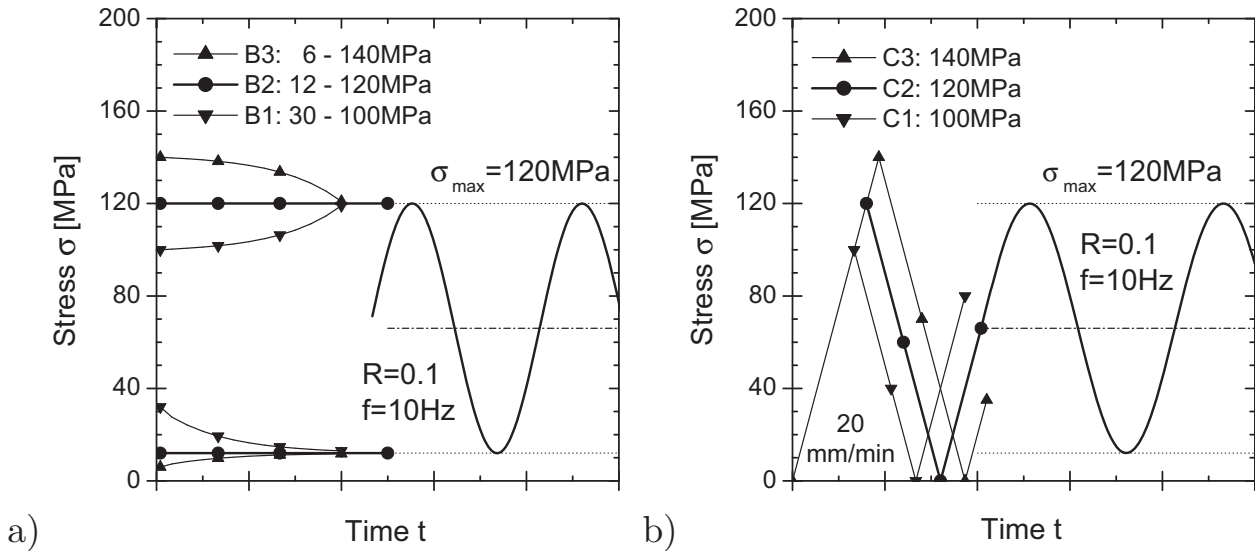 200
160
120
80
40
0
Stress σ [MPa]
B3: 6 - 140MPa
B2: 12 - 120MPa
B1: 30 - 100MPa
σmax=120MPa
R=0.1
f=10Hz
Time t
a)
200
160
120
80
40
0
Stress σ [MPa]
C3: 140MPa
C2: 120MPa
C1: 100MPa
σmax=120MPa
R=0.1
f=10Hz
20
mm/min
Time t
b)